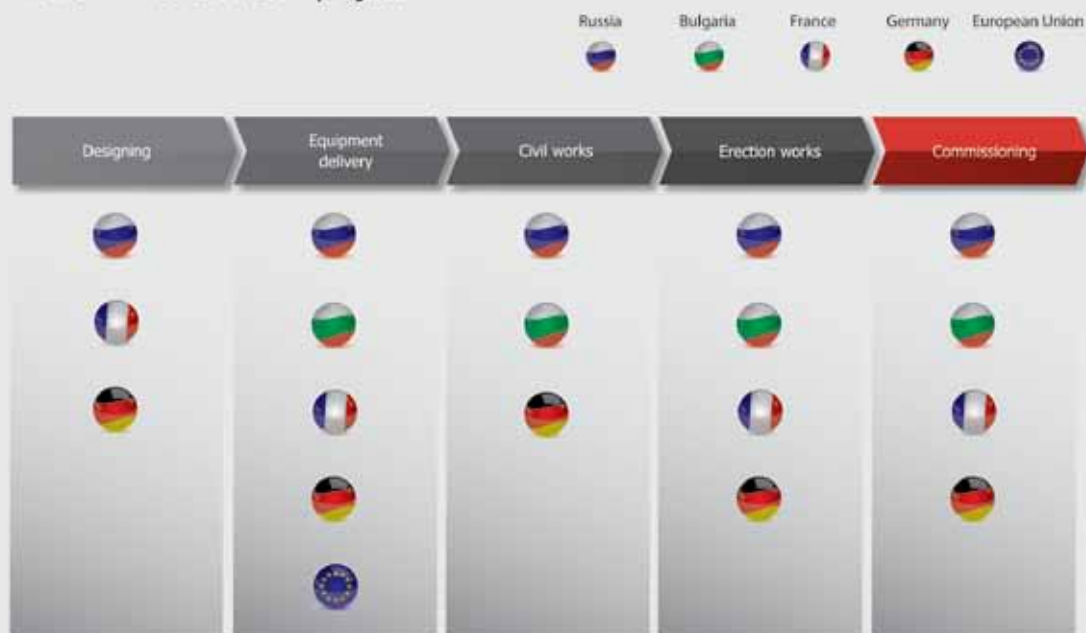 Russia
Bulgaria
France
Germany
European Union
Designing
Equipment
delivery
Civil works
Erection works
Commissioning